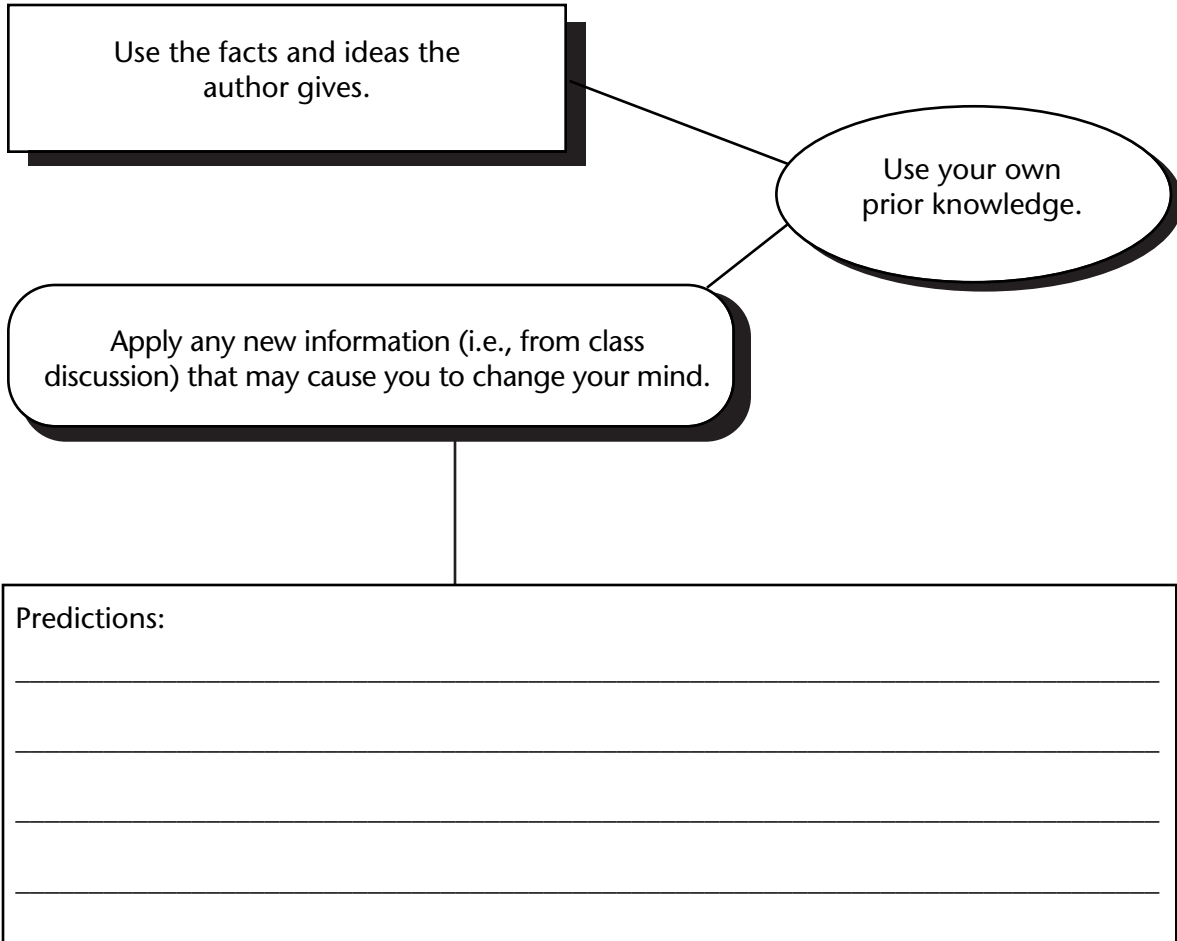 Use the facts and ideas the
author gives.
Use your own
prior knowledge.
Apply any new information (i.e., from class
discussion) that may cause you to change your mind.
Predictions: